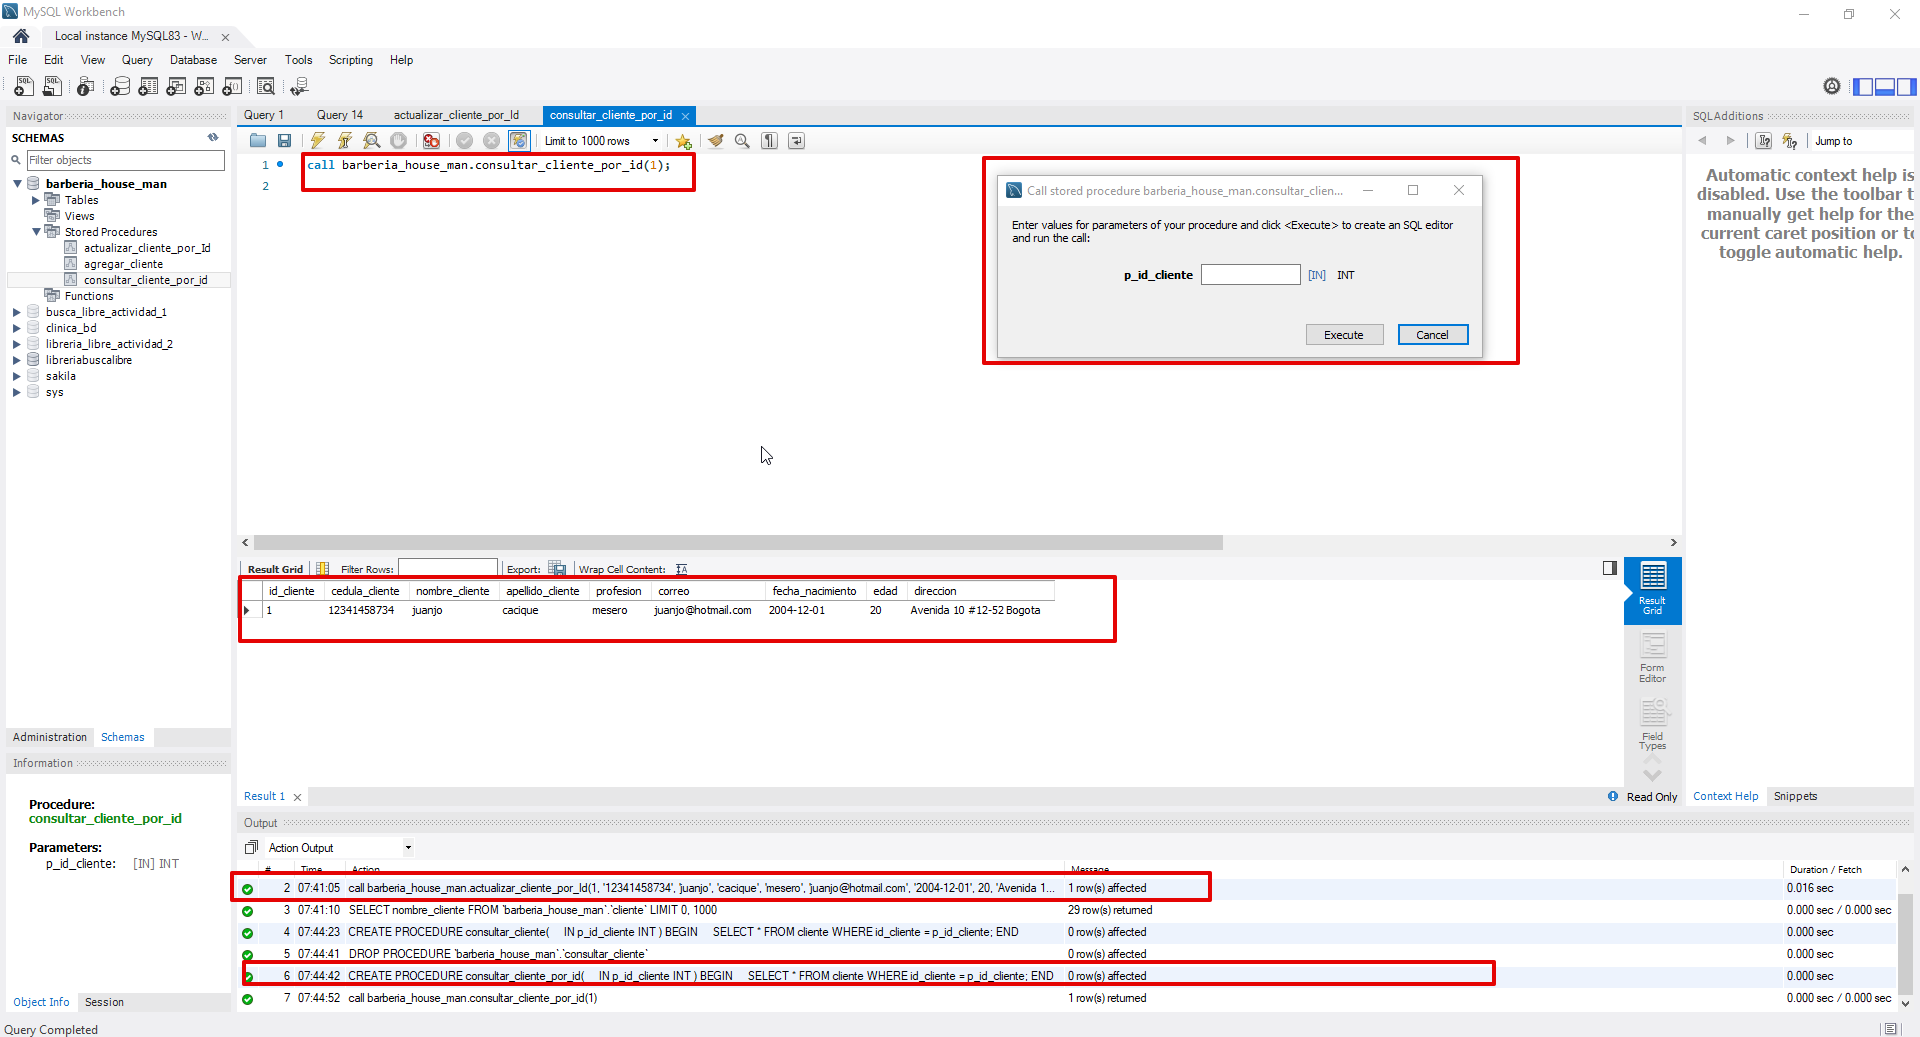 MySQL Workbench
Local instance MySQL83 - W... x
File Edit View Query Database Server Tools Scripting Help
Navigator
SCHEMAS
Filter objects
barberia_house_man
Tables
Views
Stored Procedures
actualizar_cliente_por_Id
agregar_cliente
consultar_cliente_por_id
Functions
busca_libre_actividad_1
clinica_bd
libreria_libre_actividad_2
libreriabuscalibre
sakila
sys
Administration Schemas
Information
Procedure:
consultar_cliente_por_id
Parameters:
p_id_cliente: [IN] INT
Object Info Session
Query 1 Query 14 actualizar_cliente_por_Id consultar_cliente_por_id
Limit to 1000 rows
1 call barberia_house_man.consultar_cliente_por_id(1);
2
Call stored procedure barberia_house_man.consultar_clien...
Enter values for parameters of your procedure and click <Execute> to create an SQL editor
and run the call:
p_id_cliente [IN] INT
Execute Cancel
Result Grid Filter Rows: Export: Wrap Cell Content:
id_cliente cedula_cliente nombre_cliente apellido_cliente profesion correo fecha_nacimiento edad direccion
1 12341458734 juanjo cacique mesero juanjo@hotmail.com 2004-12-01 20 Avenida 10 #12-52 Bogota
Result
Grid
Form
Editor
Field
Types
Result 1
Read Only
SQLAdditions
Jump to
Automatic context help is
disabled. Use the toolbar t
manually get help for the
current caret position or to
toggle automatic help.
Context Help Snippets
Output
Action Output
# Time Action Message Duration / Fetch
2 07:41:05 call barberia_house_man.actualizar_cliente_por_Id(1, '12341458734', 'juanjo', 'cacique', 'mesero', 'juanjo@hotmail.com', '2004-12-01', 20, 'Avenida 1... 1 row(s) affected 0.016 sec
3 07:41:10 SELECT nombre_cliente FROM `barberia_house_man`.`cliente` LIMIT 0, 1000 29 row(s) returned 0.000 sec / 0.000 sec
4 07:44:23 CREATE PROCEDURE consultar_cliente( IN p_id_cliente INT ) BEGIN SELECT * FROM cliente WHERE id_cliente = p_id_cliente; END 0 row(s) affected 0.000 sec
5 07:44:41 DROP PROCEDURE `barberia_house_man`.`consultar_cliente` 0 row(s) affected 0.000 sec
6 07:44:42 CREATE PROCEDURE consultar_cliente_por_id( IN p_id_cliente INT ) BEGIN SELECT * FROM cliente WHERE id_cliente = p_id_cliente; END 0 row(s) affected 0.000 sec
7 07:44:52 call barberia_house_man.consultar_cliente_por_id(1) 1 row(s) returned 0.000 sec / 0.000 sec
Query Completed